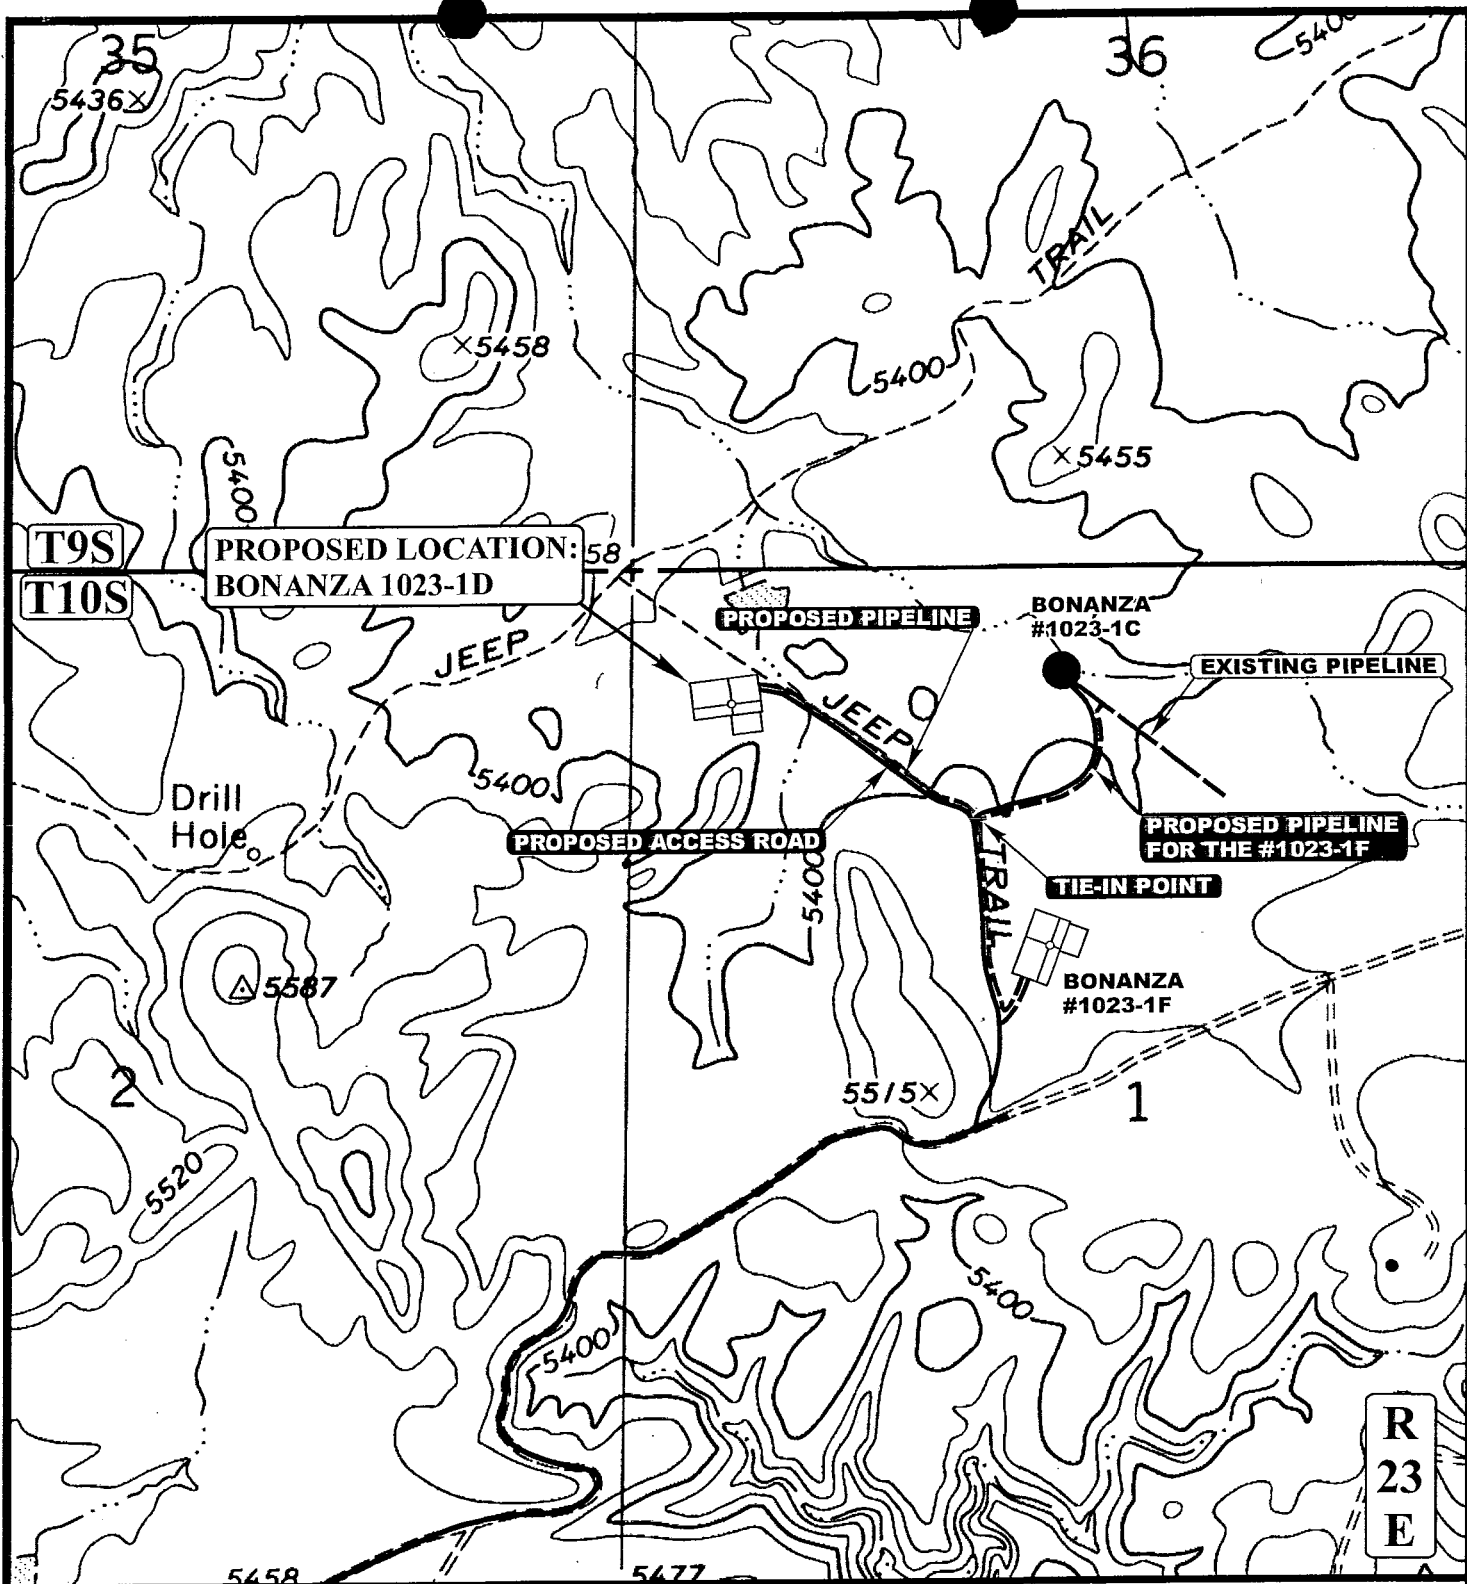 35
36
5400
5436
TRAIL
5458
5400
5455
5400
T9S
PROPOSED LOCATION:
BONANZA 1023-1D
58
T10S
PROPOSED PIPELINE
BONANZA
#1023-1C
JEEP
EXISTING PIPELINE
JEEP
5400
Drill
Hole
PROPOSED ACCESS ROAD
PROPOSED PIPELINE
FOR THE #1023-1F
5400
TRAIL
TIE-IN POINT
5587
BONANZA
#1023-1F
2
5515
1
5520
5400
5400
R
23
E
5458
5477